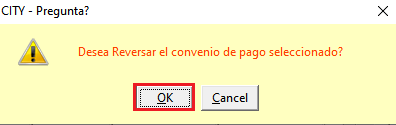 CITY - Pregunta?
Desea Reversar el convenio de pago seleccionado?
OK
Cancel